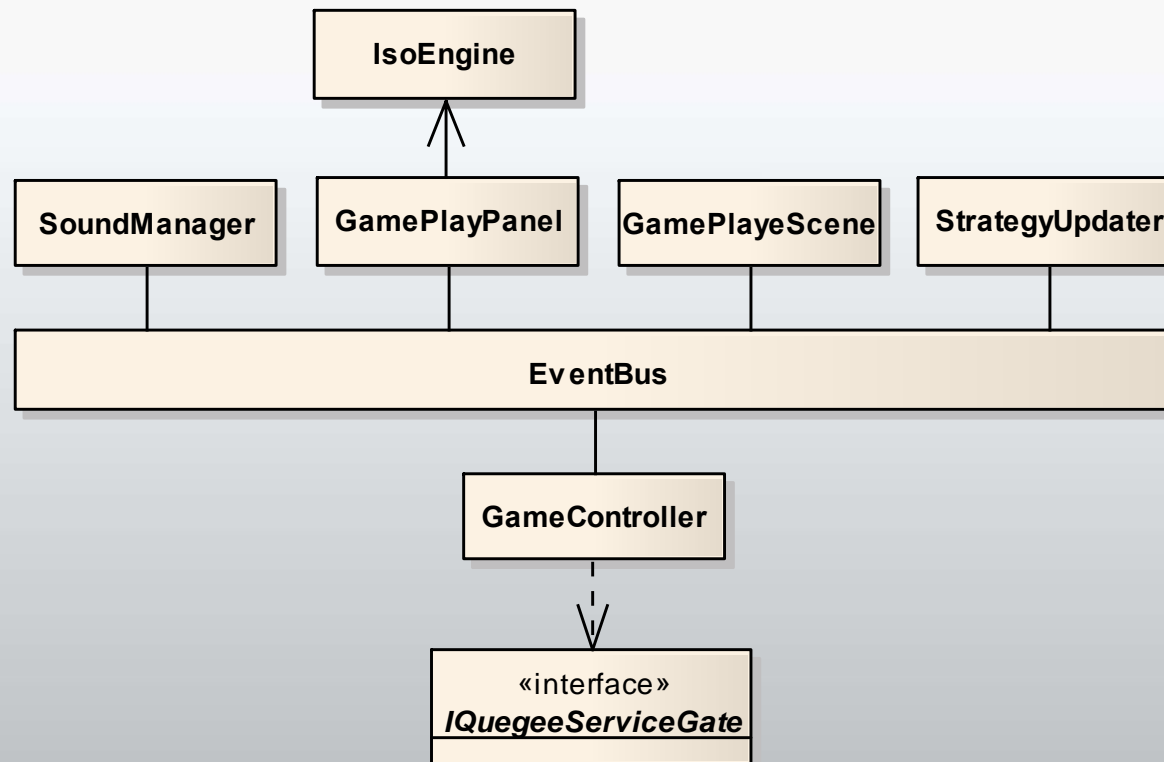 IsoEngine
SoundManager
GamePlayPanel
GamePlayeScene
StrategyUpdater
EventBus
GameController
«interface»
IQuegeeServiceGate